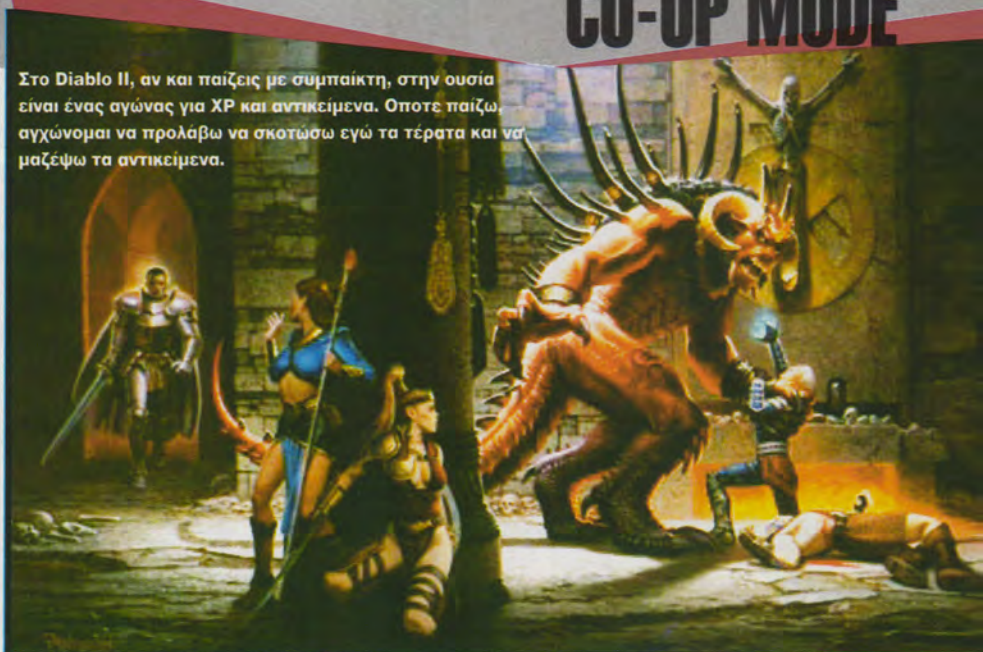 CO-OP MODE
Στο Diablo II, αν και παίζεις με συμπαίκτη, στην ουσία
είναι ένας αγώνας για XP και αντικείμενα. Οποτε παίζω,
αγχώνομαι να προλάβω να σκοτώσω εγώ τα τέρατα και να
μαζέψω τα αντικείμενα.